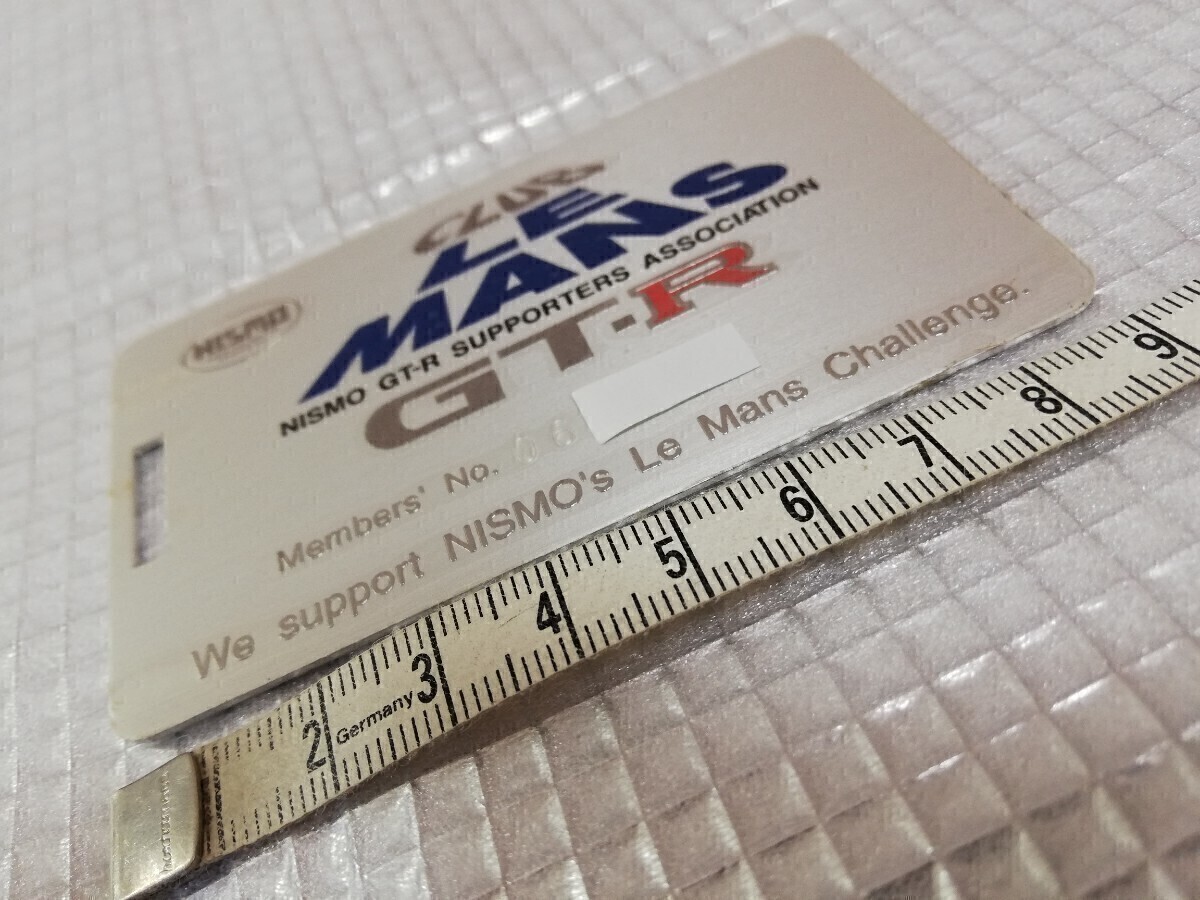 NISMO
CLUB
LE
MANS
NISMO GT-R SUPPORTERS ASSOCIATION
GT-R
Members' No.
We support NISMO's Le Mans Challenge.
2 Germany 3 4 5 6 7 8 9